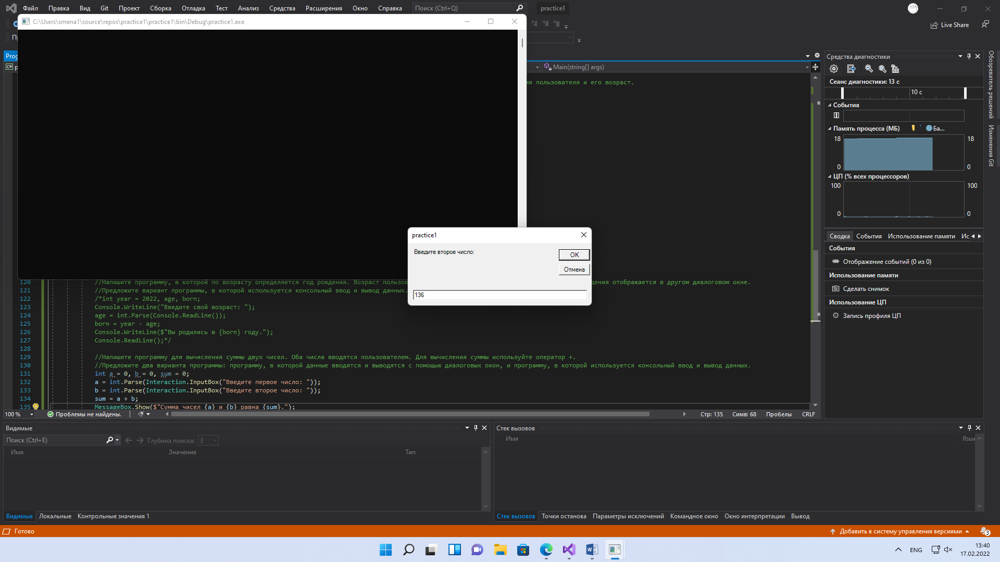 Файл Правка Вид Git Проект Сборка Отладка Тест Анализ Средства Расширения Окно Справка Поиск (Ctrl+Q) practice1
C:\Users\smena1\source\repos\practice1\practice1\bin\Debug\practice1.exe
Live Share
Prog
Main(string[] args)
мя пользователя и его возраст.
Средства диагностики
Сеанс диагностики: 13 с
10 с
События
Память процесса (МБ) Ба...
18 18
0 0
ЦП (% всех процессоров)
100 100
0 0
Сводка События Использование памяти Ис
События
Отображение событий (0 из 0)
Использование памяти
Сделать снимок
Использование ЦП
Запись профиля ЦП
Обозреватель решений
Изменения Git
practice1
Введите второе число:
OK
Отмена
136
120 //Напишите программу, в которой по возрасту определяется год рождения. Возраст пользов дения отображается в другом диалоговом окне.
121 //Предложите вариант программы, в которой используется консольный ввод и вывод данных.
122 /*int year = 2022, age, born;
123 Console.WriteLine("Введите свой возраст: ");
124 age = int.Parse(Console.ReadLine());
125 born = year - age;
126 Console.WriteLine($"Вы родились в {born} году.");
127 Console.ReadLine();*/
128
129 //Напишите программу для вычисления суммы двух чисел. Оба числа вводятся пользователем. Для вычисления суммы используйте оператор +.
130 //Предложите два варианта программы: программу, в которой данные вводятся и выводятся с помощью диалоговых окон, и программу, в которой используется консольный ввод и вывод данных.
131 int a = 0, b = 0, sum = 0;
132 a = int.Parse(Interaction.InputBox("Введите первое число: "));
133 b = int.Parse(Interaction.InputBox("Введите второе число: "));
134 sum = a + b;
135 MessageBox.Show($"Сумма чисел {a} и {b} равна {sum}.");
100 % Проблемы не найдены. Стр: 135 Симв: 68 Пробелы CRLF
Видимые
Поиск (Ctrl+E) Глубина поиска: 3
Имя Значение Тип
Видимые Локальные Контрольные значения 1
Стек вызовов
Имя Язык
Стек вызовов Точки останова Параметры исключений Командное окно Окно интерпретации Вывод
Готово Добавить в систему управления версиями 3
ENG 13:40
17.02.2022